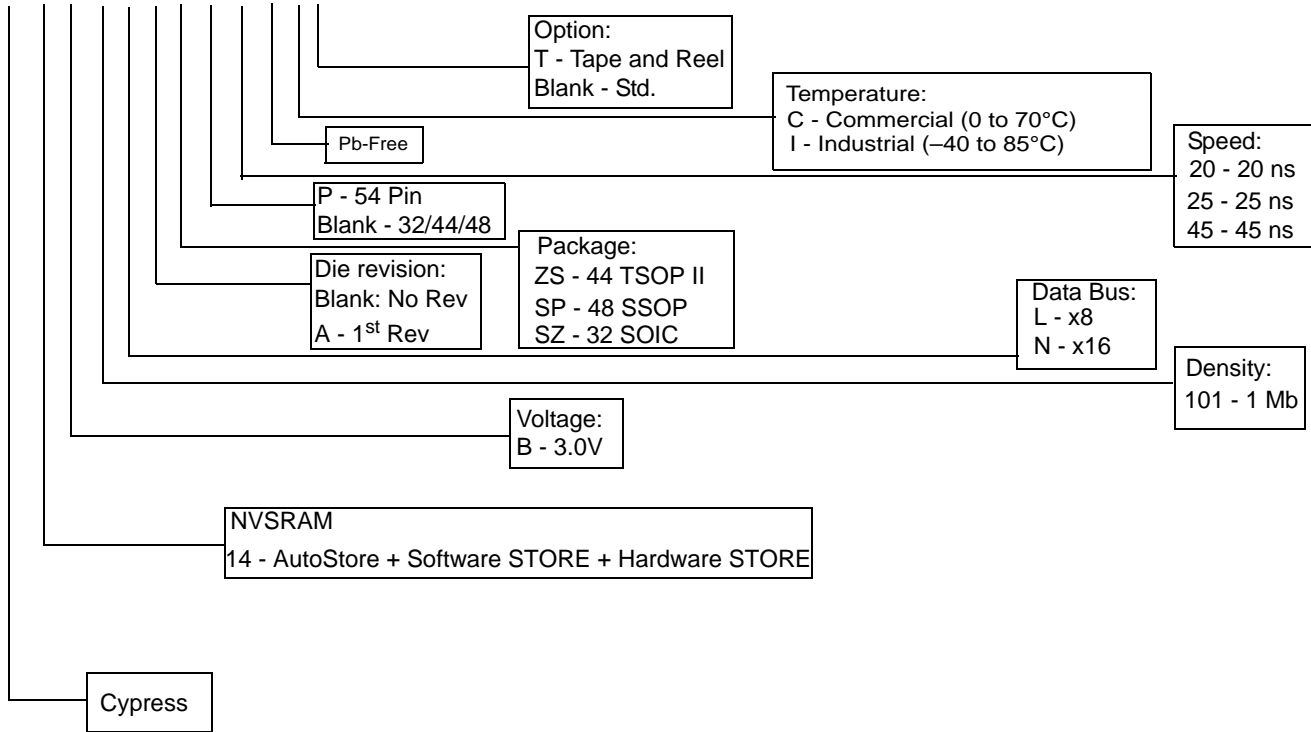 Option:
T - Tape and Reel
Blank - Std.
Temperature:
C - Commercial (0 to 70°C)
I - Industrial (–40 to 85°C)
Pb-Free
Speed:
20 - 20 ns
25 - 25 ns
45 - 45 ns
P - 54 Pin
Blank - 32/44/48
Package:
ZS - 44 TSOP II
SP - 48 SSOP
SZ - 32 SOIC
Die revision:
Blank: No Rev
A - 1st Rev
Data Bus:
L - x8
N - x16
Density:
101 - 1 Mb
Voltage:
B - 3.0V
NVSRAM
14 - AutoStore + Software STORE + Hardware STORE
Cypress